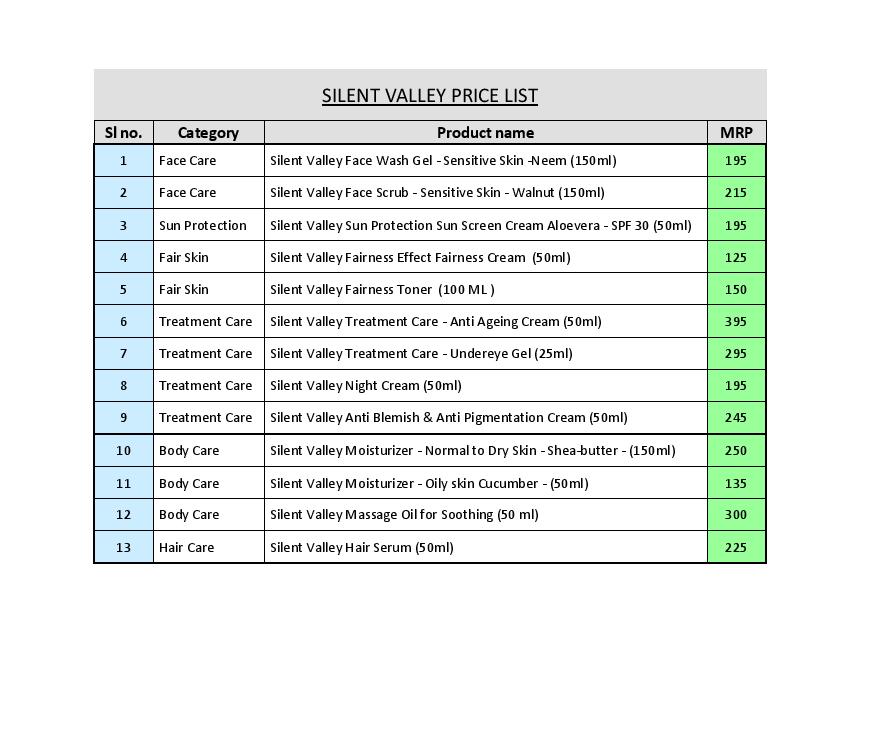 SILENT VALLEY PRICE LIST
Sl no. Category Product name MRP
1 Face Care Silent Valley Face Wash Gel - Sensitive Skin -Neem (150ml) 195
2 Face Care Silent Valley Face Scrub - Sensitive Skin - Walnut (150ml) 215
3 Sun Protection Silent Valley Sun Protection Sun Screen Cream Aloevera - SPF 30 (50ml) 195
4 Fair Skin Silent Valley Fairness Effect Fairness Cream (50ml) 125
5 Fair Skin Silent Valley Fairness Toner (100 ML ) 150
6 Treatment Care Silent Valley Treatment Care - Anti Ageing Cream (50ml) 395
7 Treatment Care Silent Valley Treatment Care - Undereye Gel (25ml) 295
8 Treatment Care Silent Valley Night Cream (50ml) 195
9 Treatment Care Silent Valley Anti Blemish & Anti Pigmentation Cream (50ml) 245
10 Body Care Silent Valley Moisturizer - Normal to Dry Skin - Shea-butter - (150ml) 250
11 Body Care Silent Valley Moisturizer - Oily skin Cucumber - (50ml) 135
12 Body Care Silent Valley Massage Oil for Soothing (50 ml) 300
13 Hair Care Silent Valley Hair Serum (50ml) 225